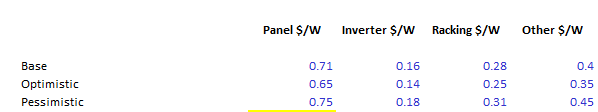 Panel $/W Inverter $/W Racking $/W Other $/W
Base 0.71 0.16 0.28 0.4
Optimistic 0.65 0.14 0.25 0.35
Pessimistic 0.75 0.18 0.31 0.45